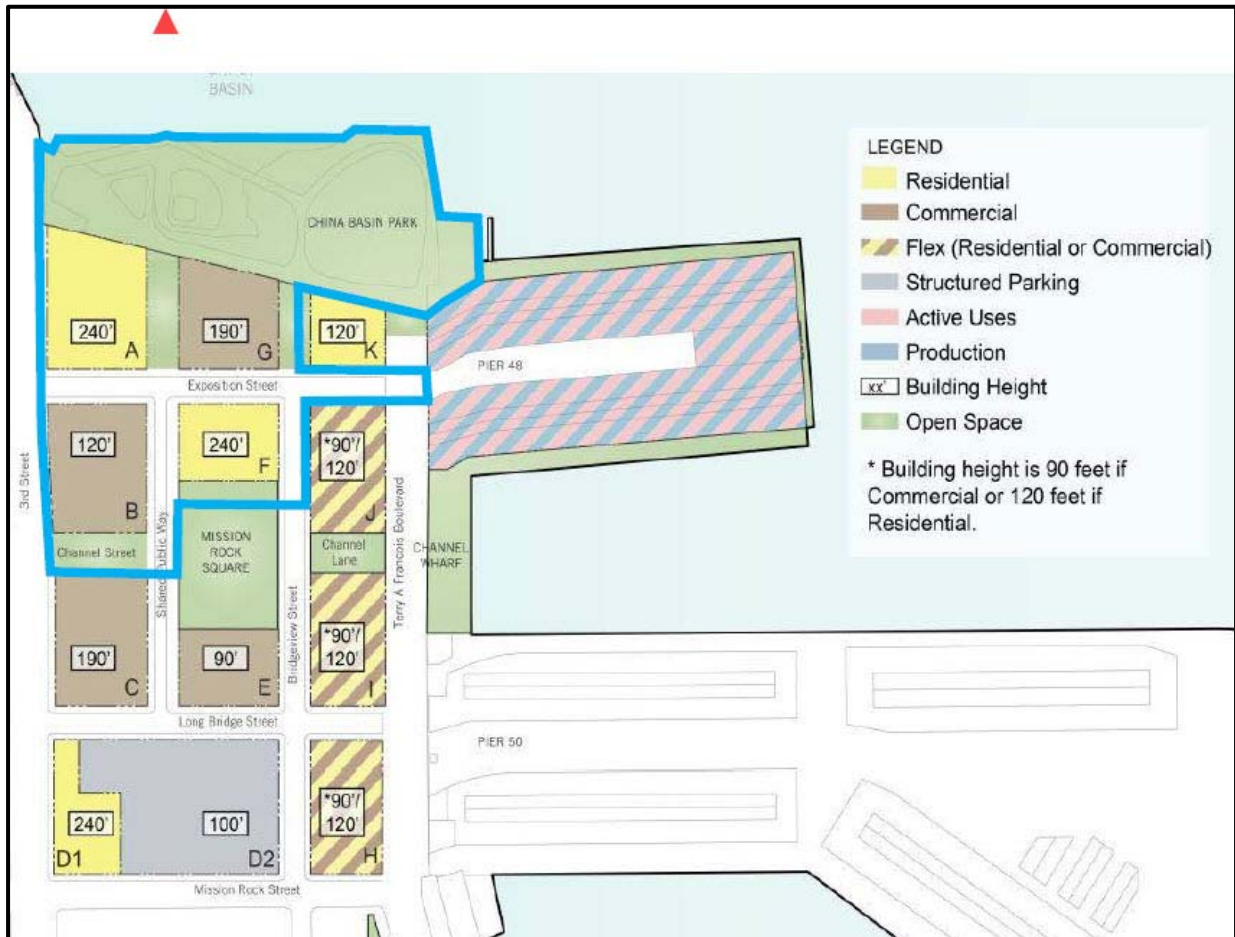 BASIN
CHINA BASIN PARK
LEGEND
Residential
Commercial
Flex (Residential or Commercial)
Structured Parking
Active Uses
Production
xx' Building Height
Open Space
* Building height is 90 feet if
Commercial or 120 feet if
Residential.
240'
A
190'
G
120'
K
PIER 48
Exposition Street
3rd Street
120'
B
240'
F
*90'/
120'
J
Channel Street
Shared Public Way
MISSION
ROCK
SQUARE
Bridgeview Street
Channel
Lane
Terry A Francois Boulevard
CHANNEL
WHARF
190'
C
90'
E
*90'/
120'
I
Long Bridge Street
PIER 50
240'
D1
100'
D2
*90'/
120'
H
Mission Rock Street